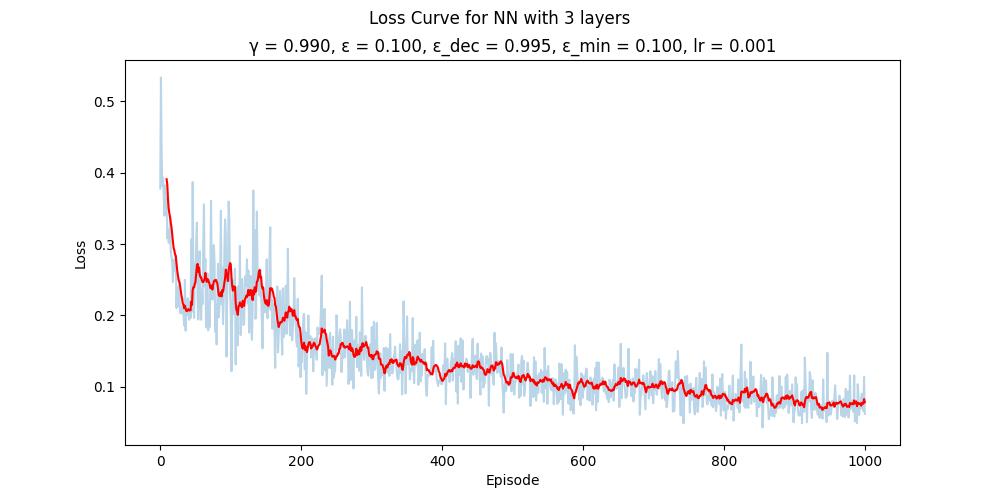 Loss Curve for NN with 3 layers
γ = 0.990, ε = 0.100, ε_dec = 0.995, ε_min = 0.100, lr = 0.001
0.5
0.4
0.3
0.2
0.1
Loss
0 200 400 600 800 1000
Episode